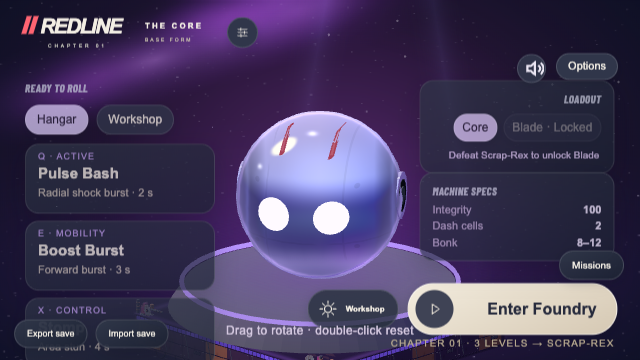 REDLINE
CHAPTER 01
THE CORE
BASE FORM
Options
READY TO ROLL
Hangar
Workshop
Q · ACTIVE
Pulse Bash
Radial shock burst · 2 s
E · MOBILITY
Boost Burst
Forward burst · 3 s
X · CONTROL
Area stun · 4 s
Export save
Import save
LOADOUT
Core
Blade · Locked
Defeat Scrap-Rex to unlock Blade
MACHINE SPECS
Integrity 100
Dash cells 2
Bonk 8–12
Missions
Workshop
Enter Foundry
Drag to rotate · double-click reset
CHAPTER 01 · 3 LEVELS → SCRAP-REX